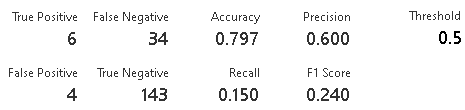 True Positive False Negative Accuracy Precision Threshold
6 34 0.797 0.600 0.5
False Positive True Negative Recall F1 Score
4 143 0.150 0.240